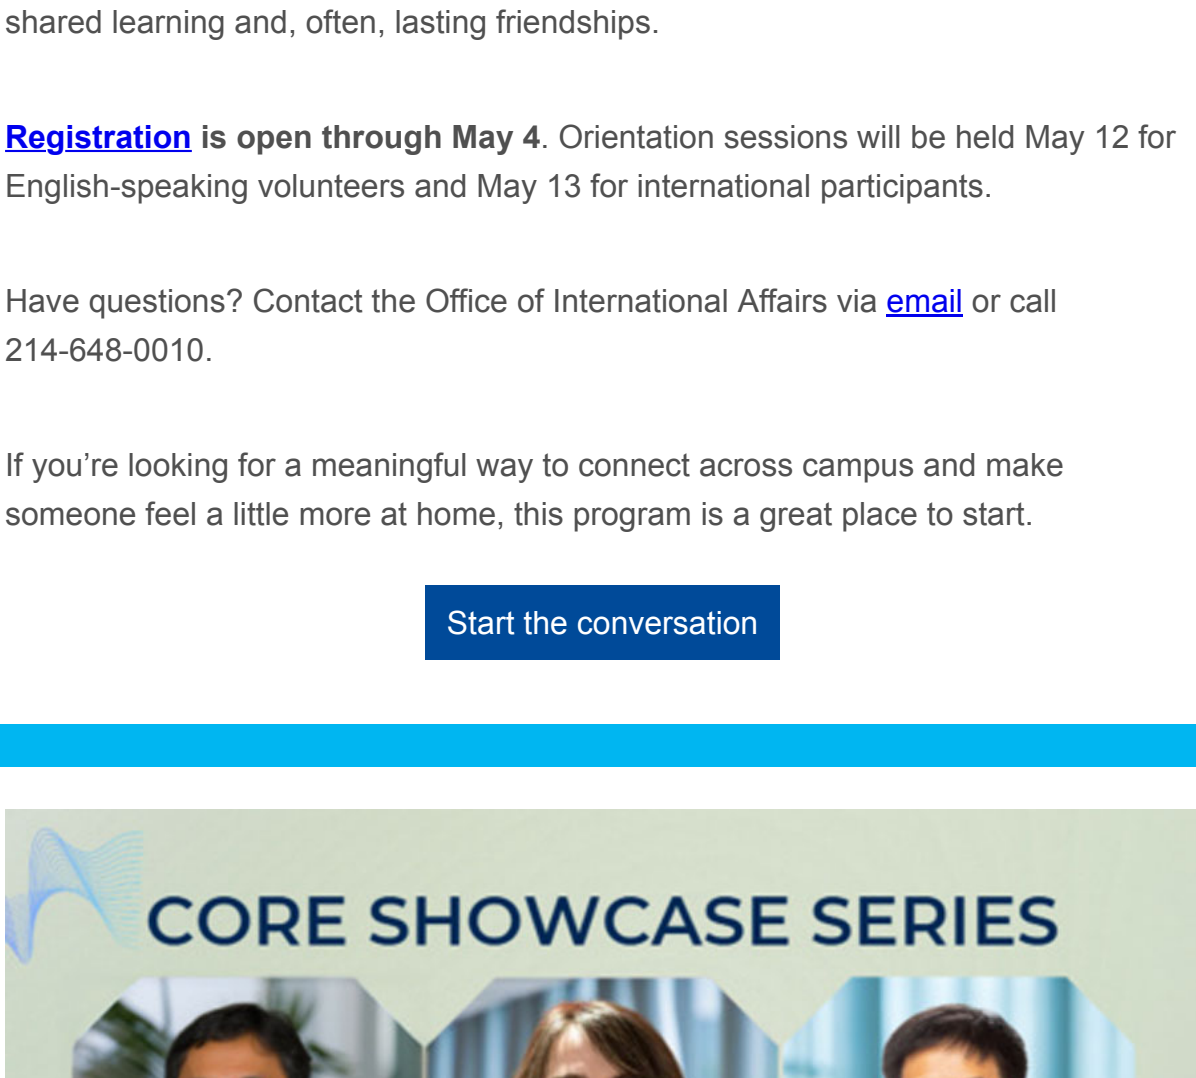 shared learning and, often, lasting friendships.
Registration is open through May 4. Orientation sessions will be held May 12 for
English-speaking volunteers and May 13 for international participants.
Have questions? Contact the Office of International Affairs via email or call
214-648-0010.
If you’re looking for a meaningful way to connect across campus and make
someone feel a little more at home, this program is a great place to start.
Start the conversation
CORE SHOWCASE SERIES